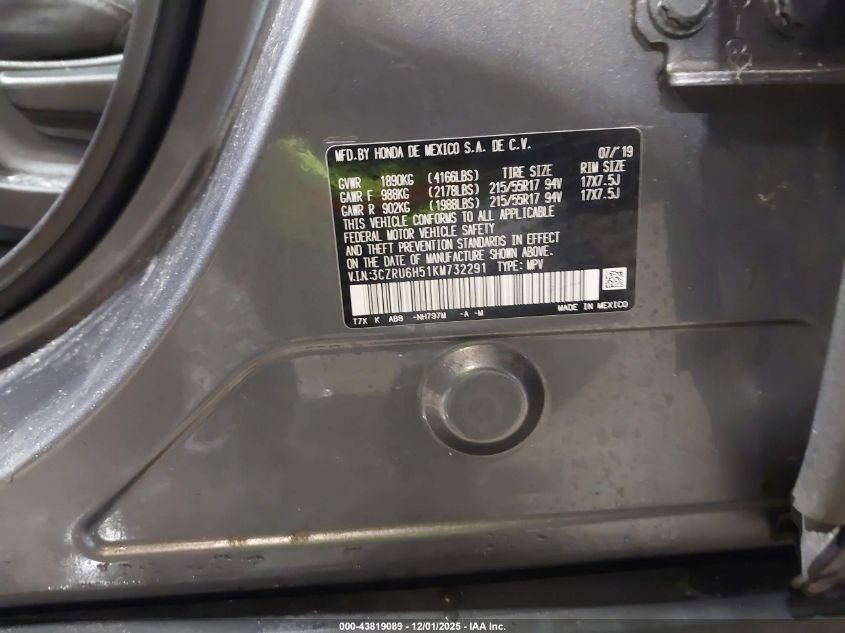 MFD.BY HONDA DE MEXICO S.A. DE C.V. 07/'19
GVWR 1890KG (4166LBS) TIRE SIZE RIM SIZE
GAWR F 988KG (2178LBS) 215/55R17 94V 17X7.5J
GAWR R 902KG (1988LBS) 215/55R17 94V 17X7.5J
THIS VEHICLE CONFORMS TO ALL APPLICABLE
FEDERAL MOTOR VEHICLE SAFETY
AND THEFT PREVENTION STANDARDS IN EFFECT
ON THE DATE OF MANUFACTURE SHOWN ABOVE.
V.I.N.:3CZRU6H51KM732291 TYPE: MPV
T7X K AB8 -NH797M -A -M MADE IN MEXICO
000-43819089 - 12/01/2025 - IAA Inc.